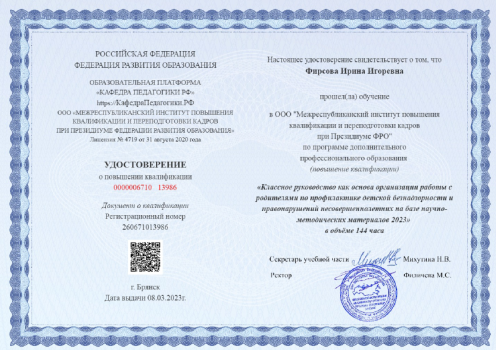 РОССИЙСКАЯ ФЕДЕРАЦИЯ
ФЕДЕРАЦИЯ РАЗВИТИЯ ОБРАЗОВАНИЯ
ОБРАЗОВАТЕЛЬНАЯ ПЛАТФОРМА
«КАФЕДРА ПЕДАГОГИКИ РФ»
https://КафедраПедагогики.РФ
ООО «МЕЖРЕСПУБЛИКАНСКИЙ ИНСТИТУТ ПОВЫШЕНИЯ
КВАЛИФИКАЦИИ И ПЕРЕПОДГОТОВКИ КАДРОВ
ПРИ ПРЕЗИДИУМЕ ФЕДЕРАЦИИ РАЗВИТИЯ ОБРАЗОВАНИЯ»
Лицензия № 4719 от 31 августа 2020 года.
УДОСТОВЕРЕНИЕ
о повышении квалификации
0000006710 13986
Документ о квалификации
Регистрационный номер
260671013986
г. Брянск
Дата выдачи 08.03.2023г.
Настоящее удостоверение свидетельствует о том, что
Фирсова Ирина Игоревна
прошел(ла) обучение
в ООО "Межреспубликанский институт повышения
квалификации и переподготовки кадров
при Президиуме ФРО"
по программе дополнительного
профессионального образования
(повышение квалификации)
«Классное руководство как основа организации работы с
родителями по профилактике детской безнадзорности и
правонарушений несовершеннолетних на базе научно-
методических материалов 2023»
в объёме 144 часа
Секретарь учебной части Михутина Н.В.
Ректор Филичева М.С.